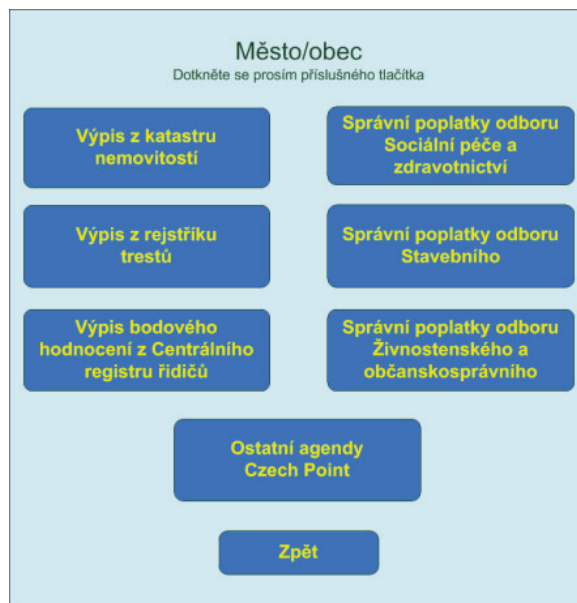 Město/obec
Dotkněte se prosím příslušného tlačítka
Výpis z katastru
nemovitostí
Správní poplatky odboru
Sociální péče a
zdravotnictví
Výpis z rejstříku
trestů
Správní poplatky odboru
Stavebního
Výpis bodového
hodnocení z Centrálního
registru řidičů
Správní poplatky odboru
Živnostenského a
občanskosprávního
Ostatní agendy
Czech Point
Zpět